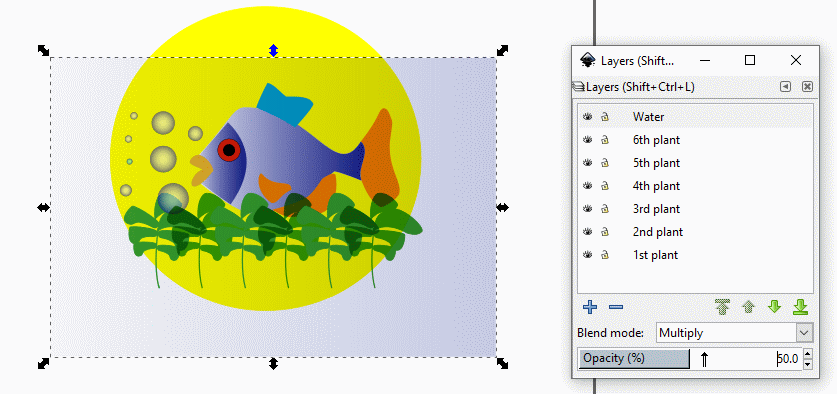 Layers (Shift...
Layers (Shift+Ctrl+L)
Water
6th plant
5th plant
4th plant
3rd plant
2nd plant
1st plant
Blend mode: Multiply
Opacity (%) 50.0